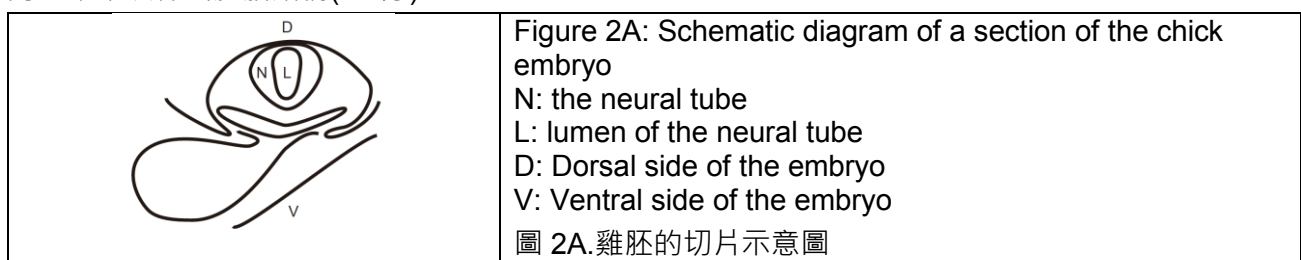 D
N L
V
Figure 2A: Schematic diagram of a section of the chick
embryo
N: the neural tube
L: lumen of the neural tube
D: Dorsal side of the embryo
V: Ventral side of the embryo
圖 2A.雞胚的切片示意圖